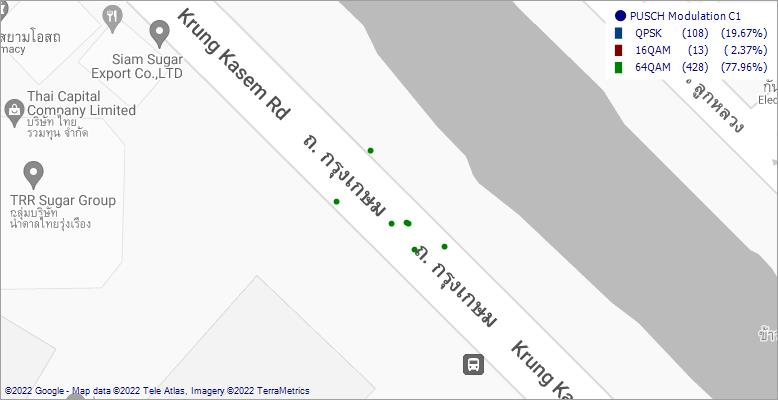 สยามโอสถ
macy
Siam Sugar
Export Co.,LTD
Thai Capital
Company Limited
บริษัท ไทย
รวมทุน จำกัด
TRR Sugar Group
กลุ่มบริษัท
น้ำตาลไทยรุ่งเรือง
Krung Kasem Rd
ถ. กรุงเกษม
ถ. กรุงเกษม
Krung Ka
PUSCH Modulation C1
QPSK (108) (19.67%)
16QAM (13) ( 2.37%)
64QAM (428) (77.96%)
กัน
Elec
ลูกหลวง
ข้าว
©2022 Google - Map data ©2022 Tele Atlas, Imagery ©2022 TerraMetrics